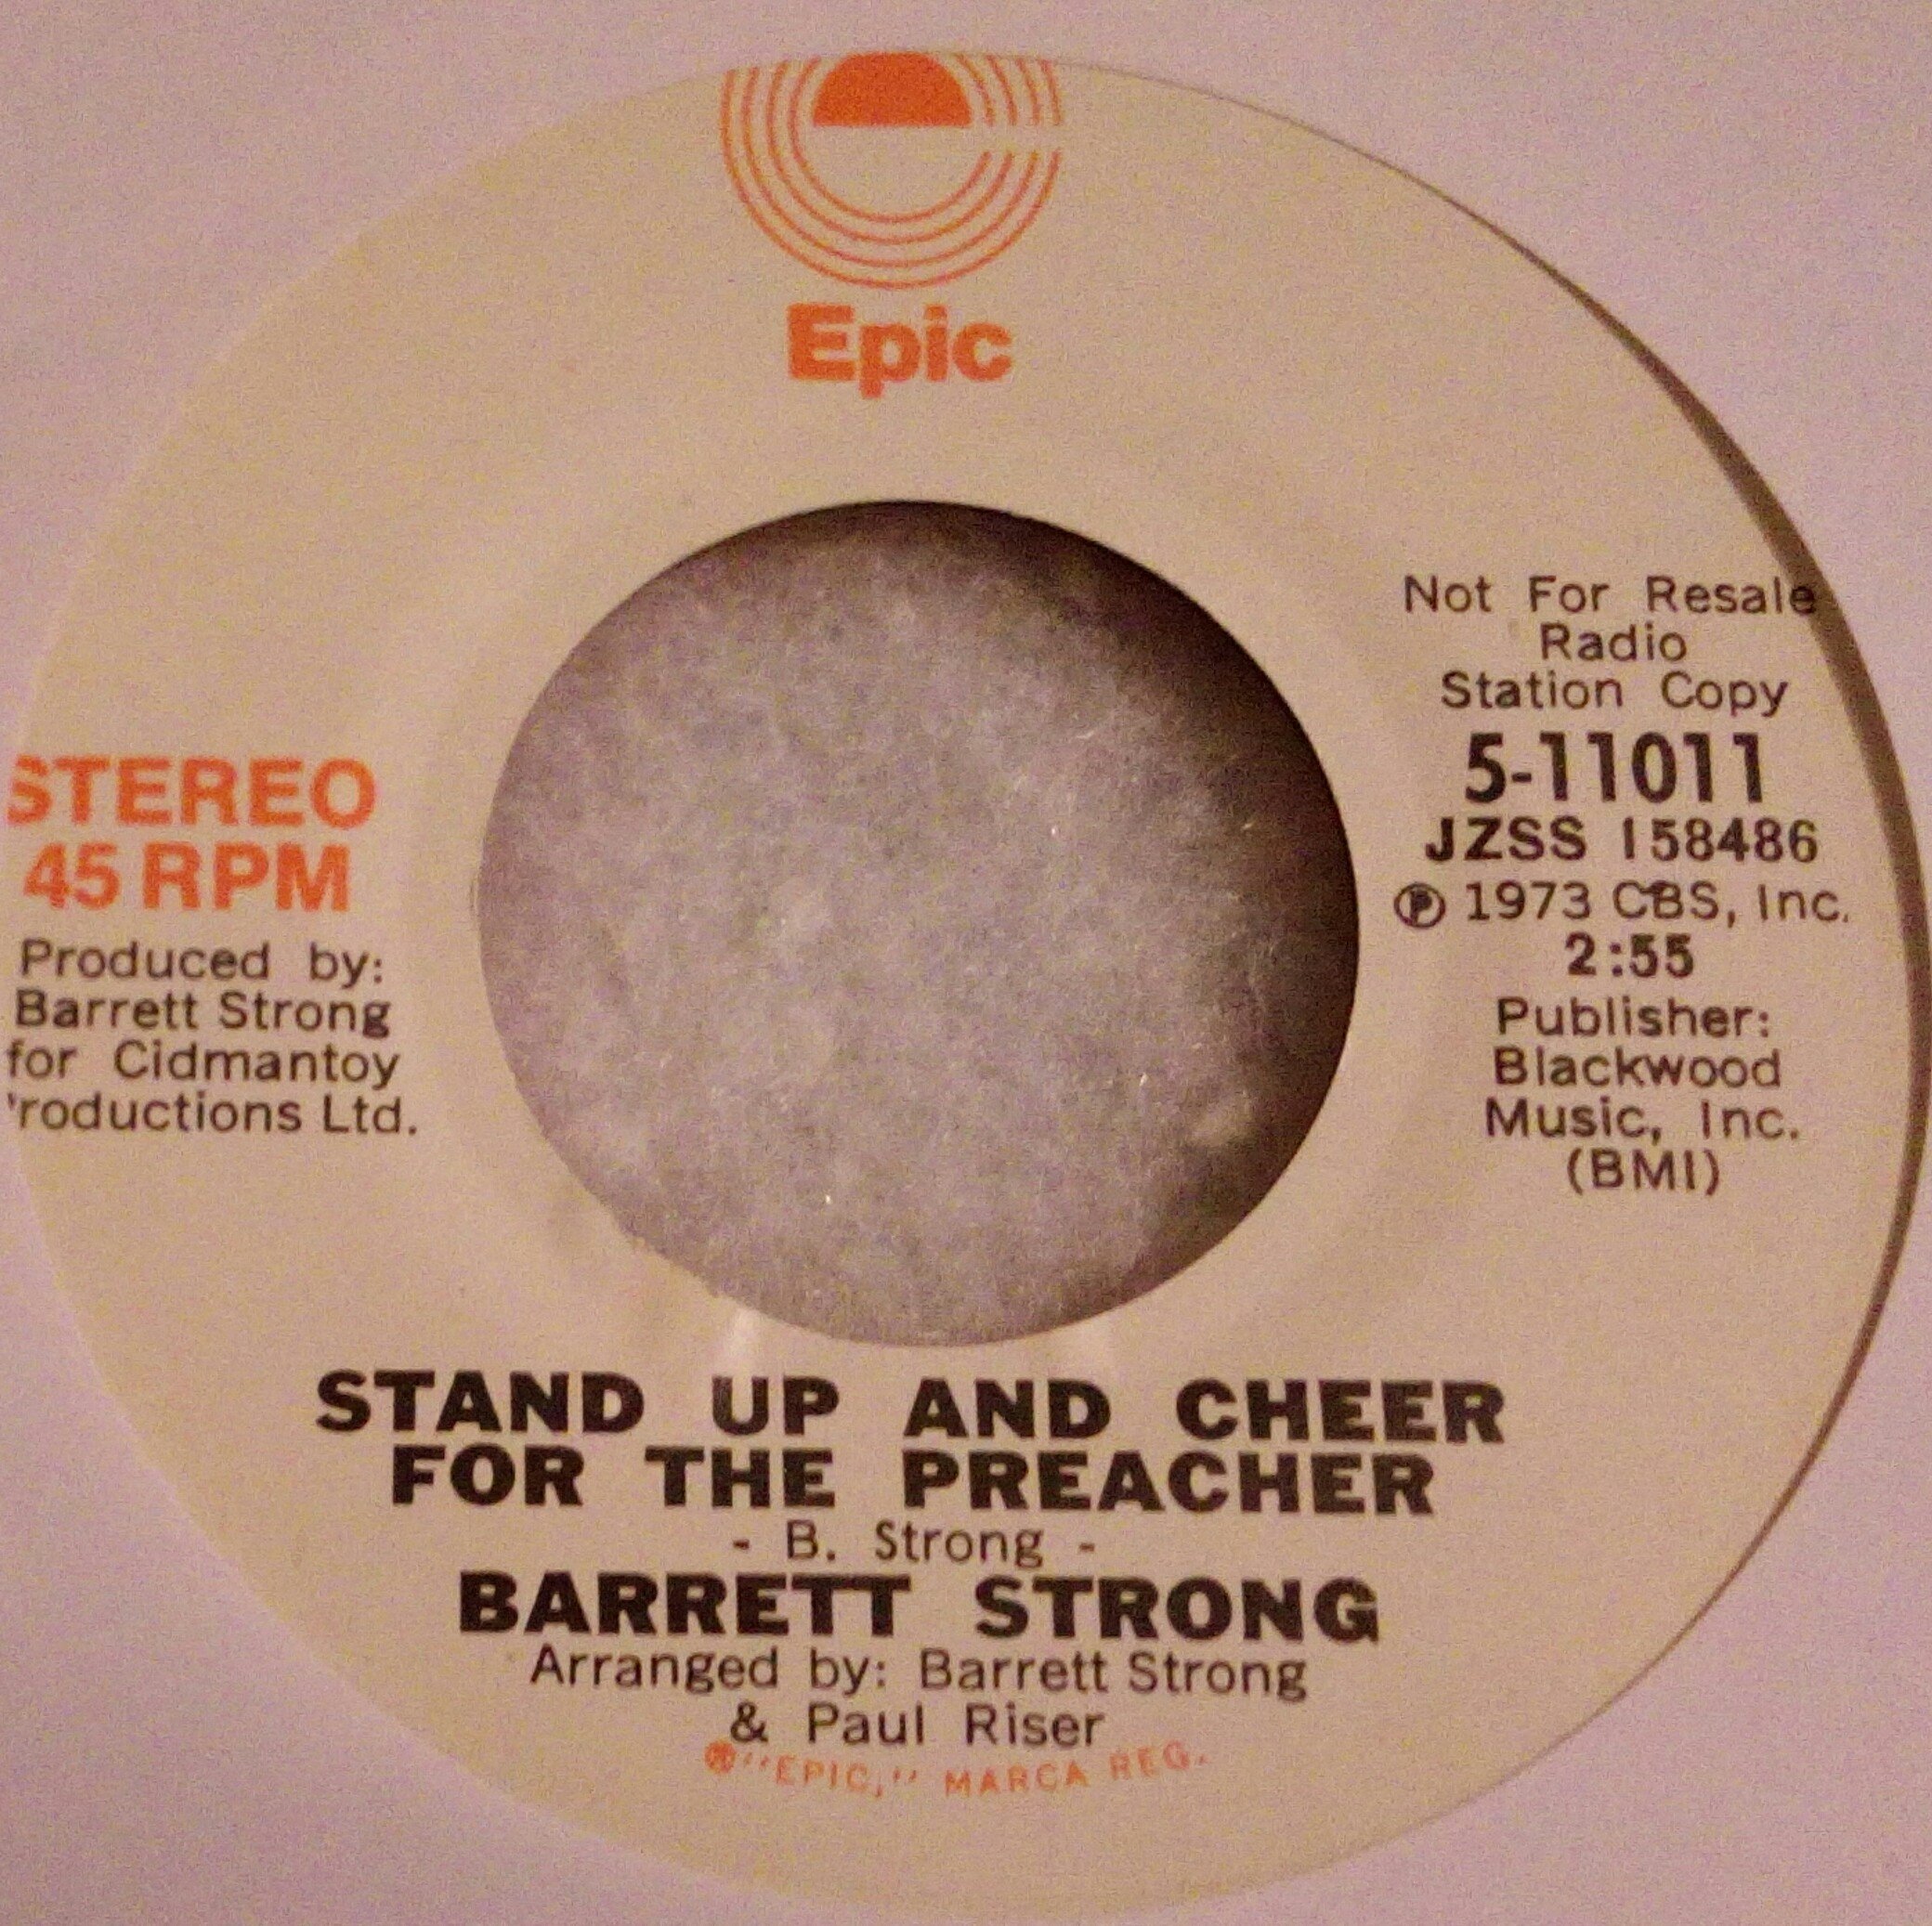 Epic
STEREO
45 RPM
Produced by:
Barrett Strong
for Cidmantoy
'roductions Ltd.
Not For Resale
Radio
Station Copy
5-11011
JZSS 158486
Ⓟ 1973 CBS, Inc.
2:55
Publisher:
Blackwood
Music, Inc.
(BMI)
STAND UP AND CHEER
FOR THE PREACHER
- B. Strong -
BARRETT STRONG
Arranged by: Barrett Strong
& Paul Riser
®"EPIC," MARCA REG.